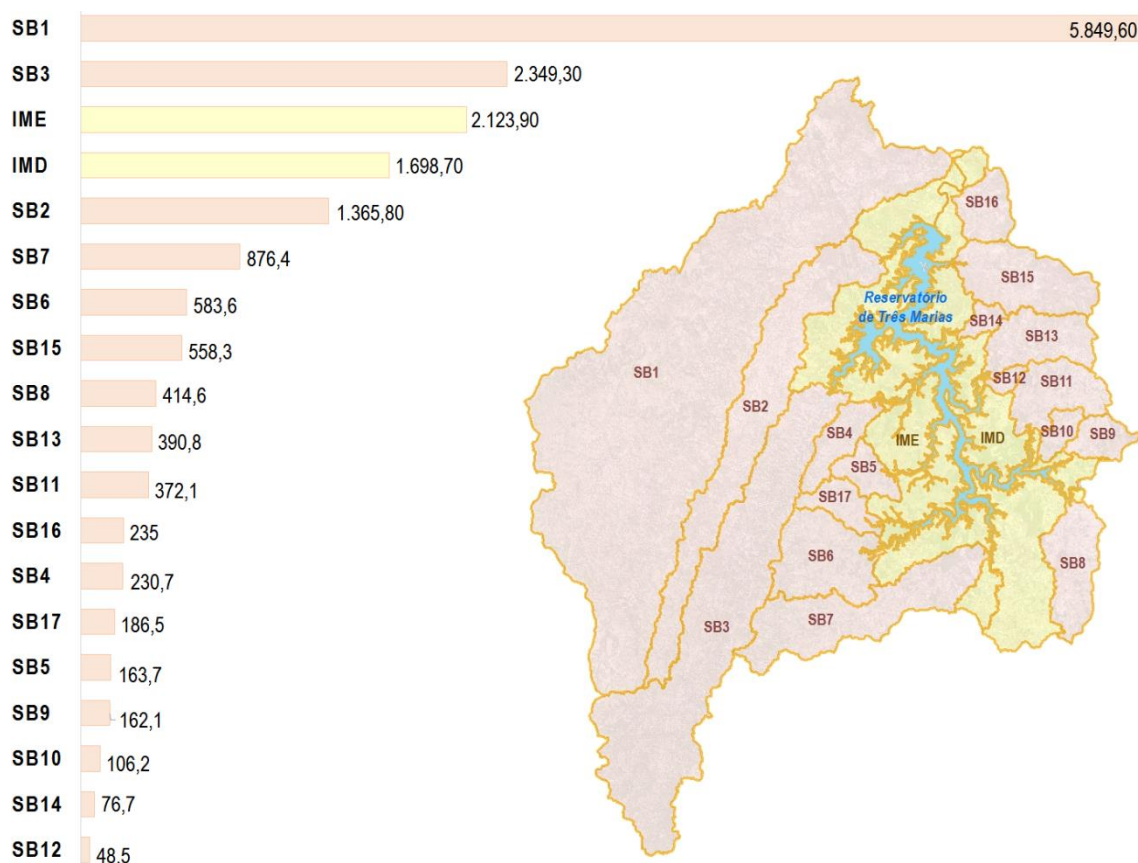 SB1 5.849,60
SB3 2.349,30
IME 2.123,90
IMD 1.698,70
SB2 1.365,80
SB7 876,4
SB6 583,6
SB15 558,3
SB8 414,6
SB13 390,8
SB11 372,1
SB16 235
SB4 230,7
SB17 186,5
SB5 163,7
SB9 162,1
SB10 106,2
SB14 76,7
SB12 48,5
SB16
SB15
Reservatório
de Três Marias
SB14
SB13
SB1
SB12
SB11
SB2
SB4
IME
IMD
SB10
SB9
SB5
SB17
SB6
SB8
SB7
SB3